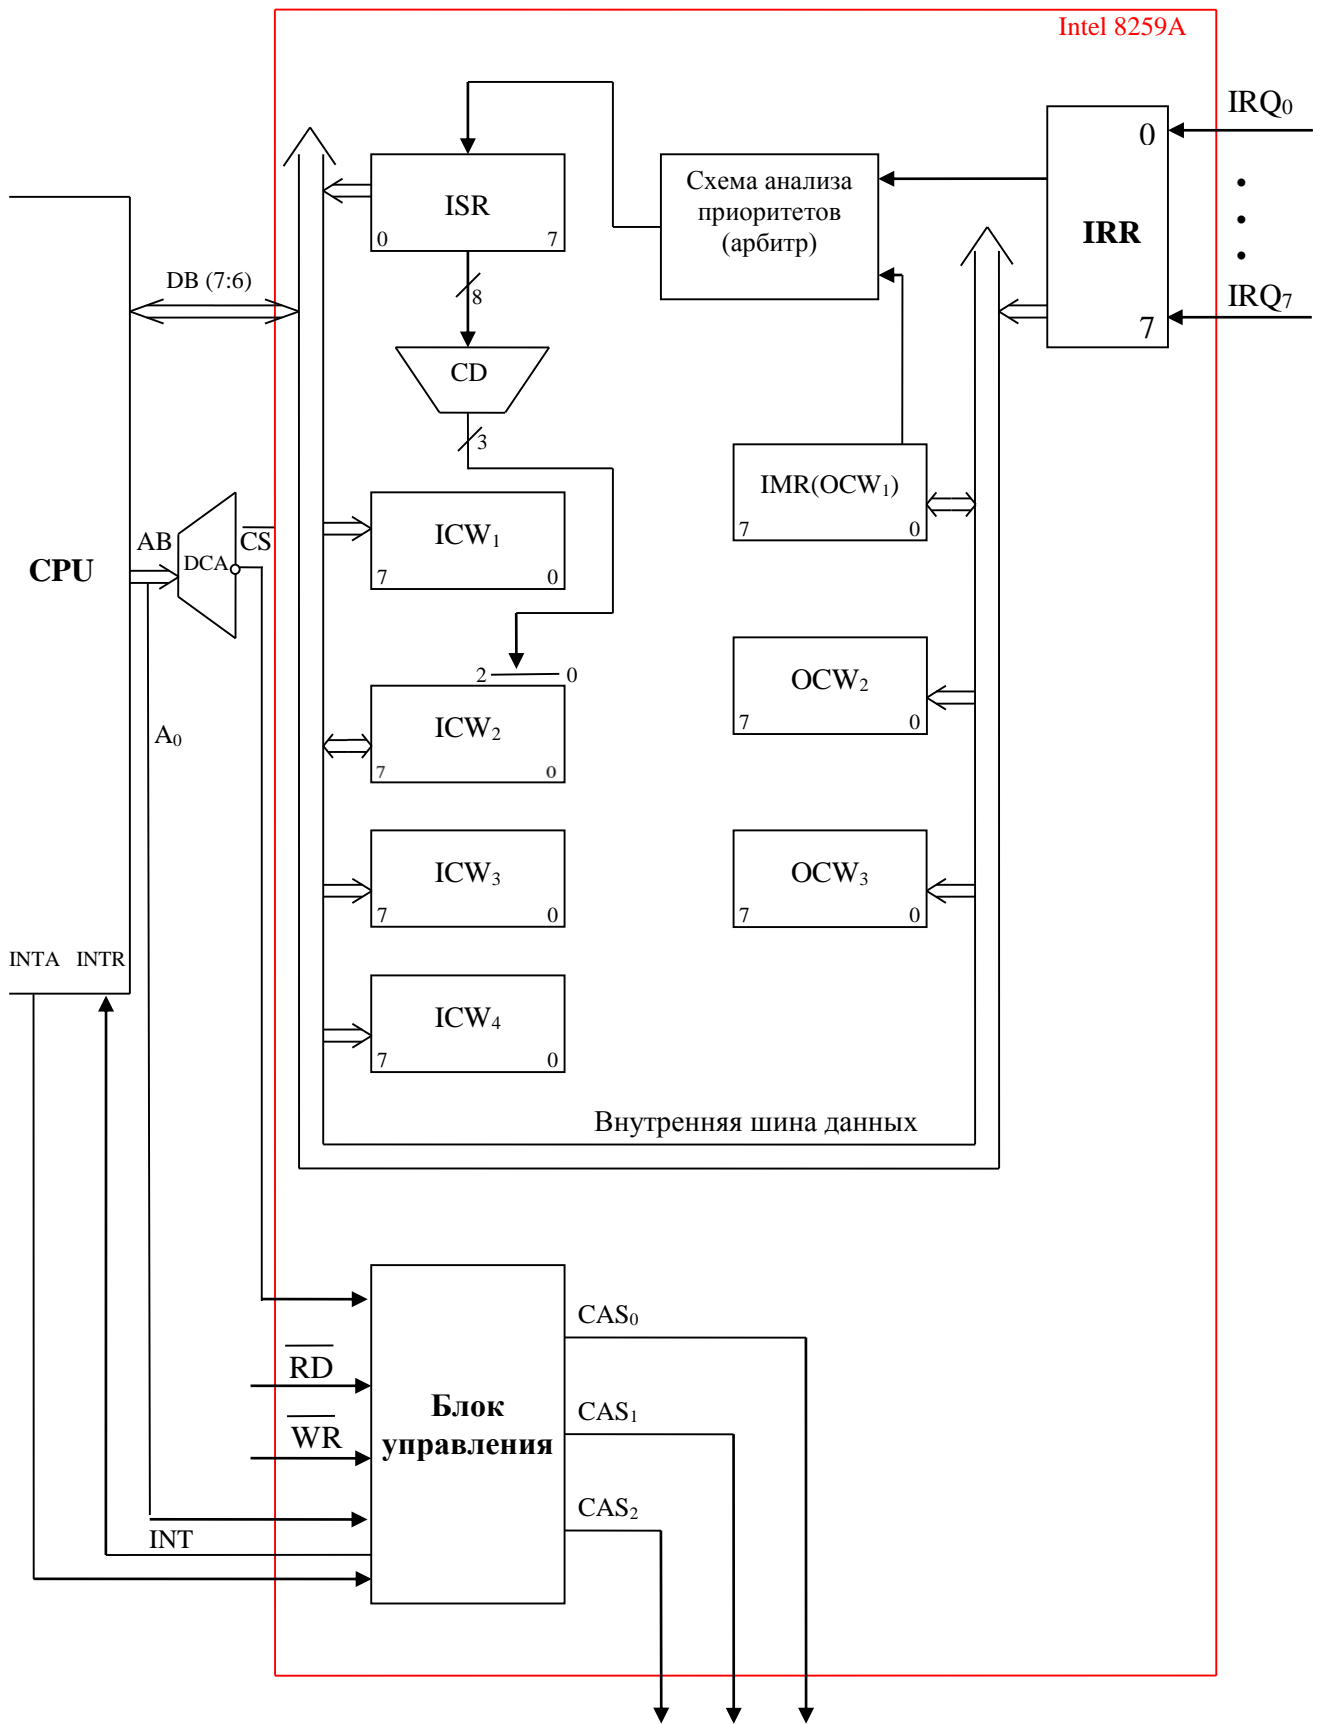 Intel 8259A
IRQ0
0
IRR
7
IRQ7
Схема анализа
приоритетов
(арбитр)
ISR
0 7
8
DB (7:6)
CD
3
IMR(OCW1)
7 0
ICW1
7 0
AB
CS
DCA
CPU
2 0
OCW2
7 0
ICW2
7 0
A0
ICW3
7 0
OCW3
7 0
INTA INTR
ICW4
7 0
Внутренняя шина данных
CAS0
RD
Блок
управления
CAS1
WR
CAS2
INT